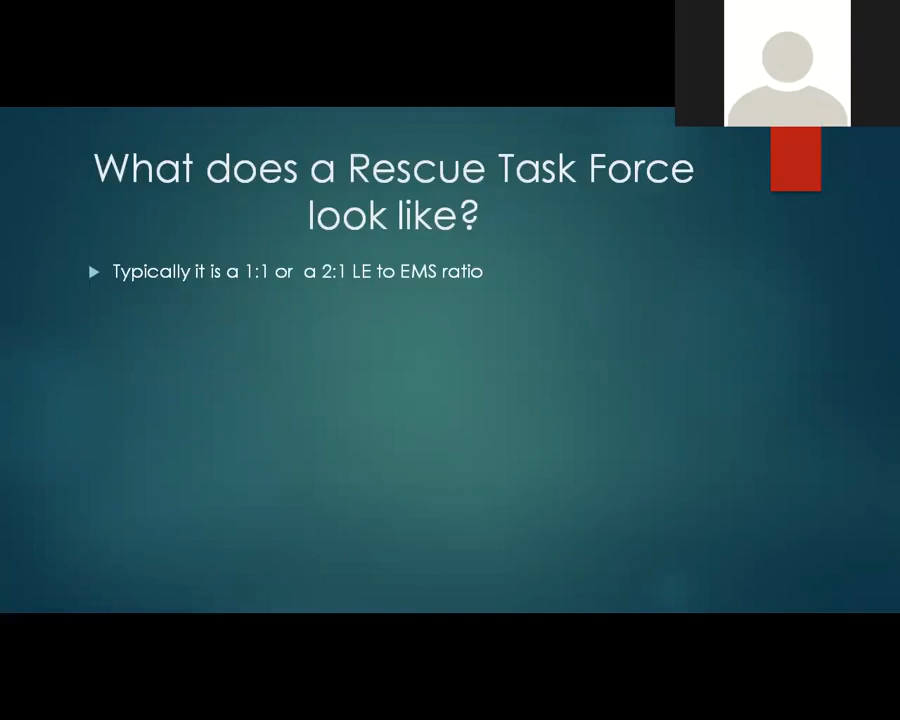 What does a Rescue Task Force
look like?
Typically it is a 1:1 or  a 2:1 LE to EMS ratio